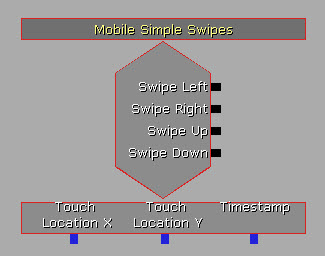 Mobile Simple Swipes
Swipe Left
Swipe Right
Swipe Up
Swipe Down
Touch Location X
Touch Location Y
Timestamp